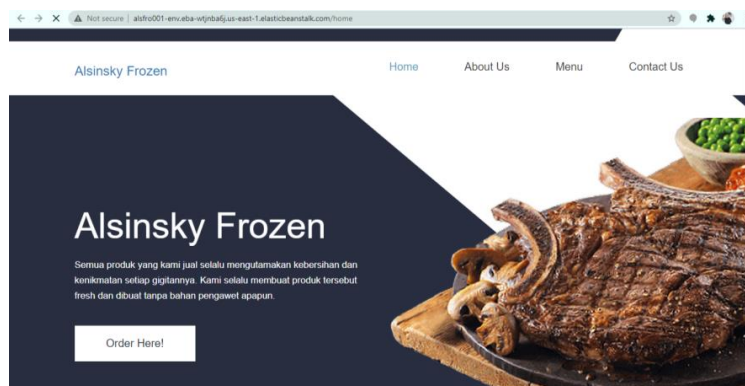 Not secure | alsfro001-env.eba-wtjnba6j.us-east-1.elasticbeanstalk.com/home
Alsinsky Frozen
Home About Us Menu Contact Us
Alsinsky Frozen
Semua produk yang kami jual selalu mengutamakan kebersihan dan
kenikmatan setiap gigitannya. Kami selalu membuat produk tersebut
fresh dan dibuat tanpa bahan pengawet apapun.
Order Here!